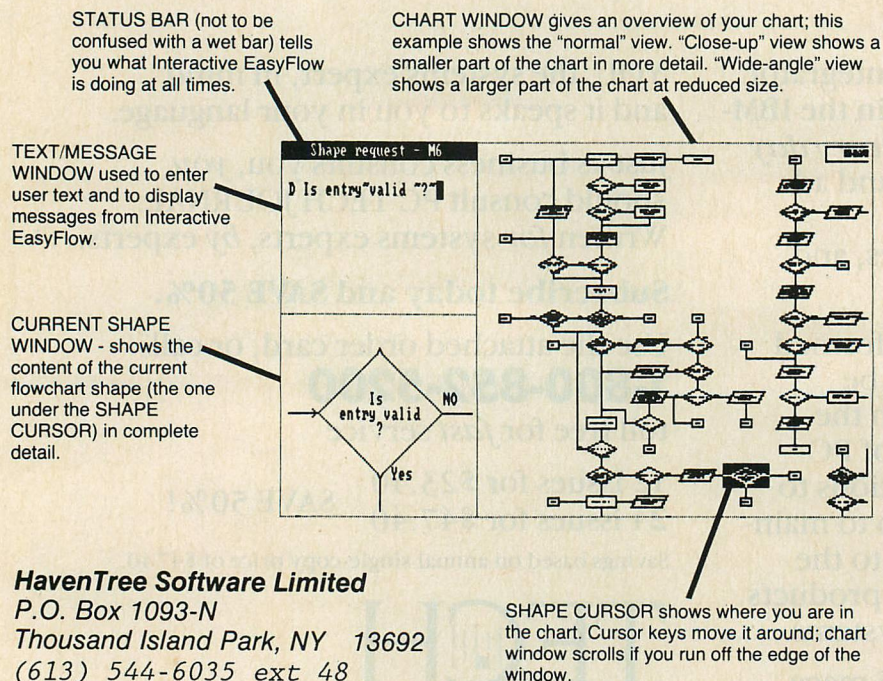 STATUS BAR (not to be
confused with a wet bar) tells
you what Interactive EasyFlow
is doing at all times.
CHART WINDOW gives an overview of your chart; this
example shows the “normal” view. “Close-up” view shows a
smaller part of the chart in more detail. “Wide-angle” view
shows a larger part of the chart at reduced size.
TEXT/MESSAGE
WINDOW used to enter
user text and to display
messages from Interactive
EasyFlow.
Shape request - M6
D Is entry~valid ~"?"
CURRENT SHAPE
WINDOW - shows the
content of the current
flowchart shape (the one
under the SHAPE
CURSOR) in complete
detail.
Is
entry valid
?
NO
Yes
HavenTree Software Limited
P.O. Box 1093-N
Thousand Island Park, NY 13692
(613) 544-6035 ext 48
SHAPE CURSOR shows where you are in
the chart. Cursor keys move it around; chart
window scrolls if you run off the edge of the
window.